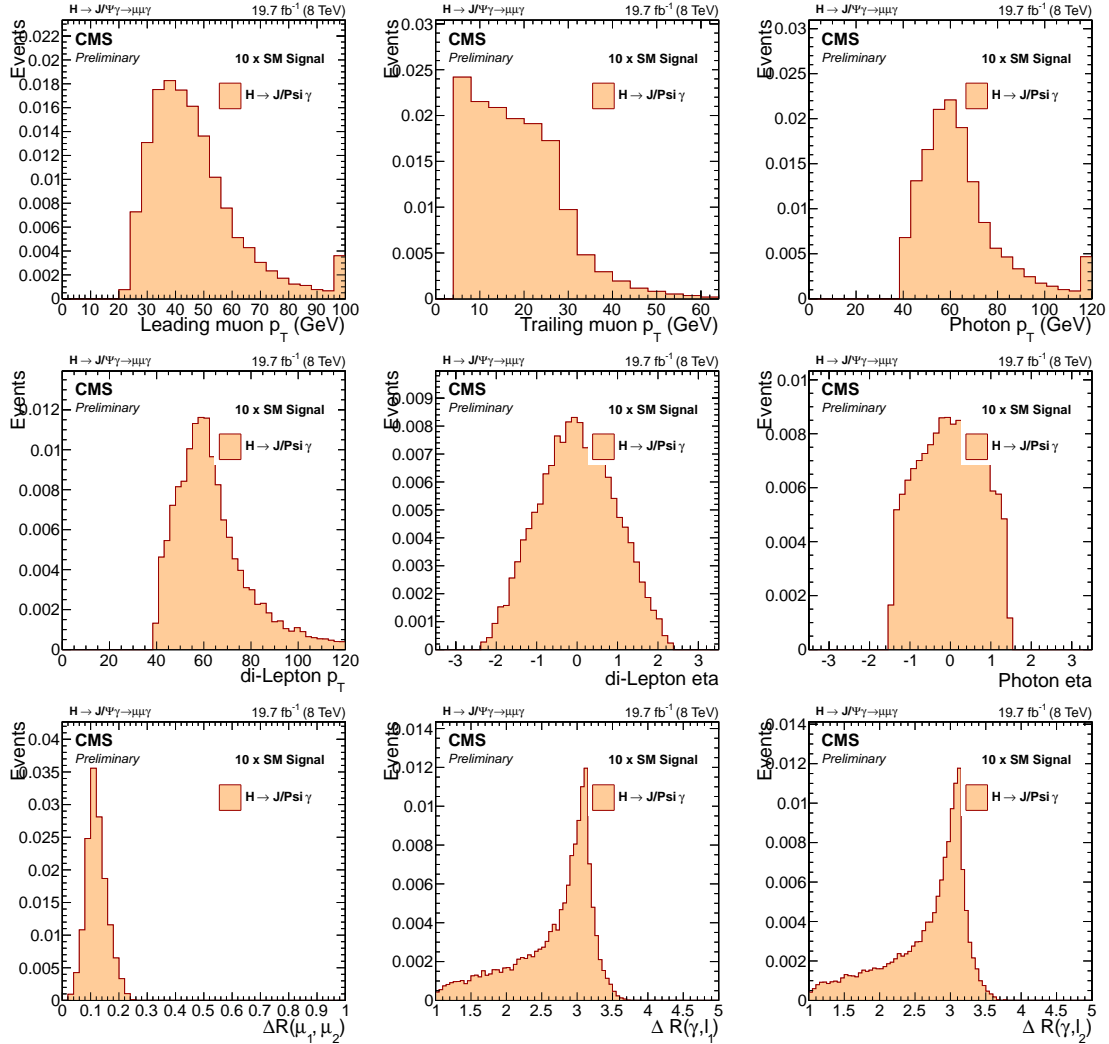 H → J/Ψγ→μμγ 19.7 fb⁻¹ (8 TeV)
CMS
Preliminary
10 x SM Signal
H → J/Psi γ
Events
0.022
0.02
0.018
0.016
0.014
0.012
0.01
0.008
0.006
0.004
0.002
0
0 10 20 30 40 50 60 70 80 90 100
Leading muon p_T (GeV)
H → J/Ψγ→μμγ 19.7 fb⁻¹ (8 TeV)
CMS
Preliminary
10 x SM Signal
H → J/Psi γ
Events
0.03
0.025
0.02
0.015
0.01
0.005
0
0 10 20 30 40 50 60
Trailing muon p_T (GeV)
H → J/Ψγ→μμγ 19.7 fb⁻¹ (8 TeV)
CMS
Preliminary
10 x SM Signal
H → J/Psi γ
Events
0.03
0.025
0.02
0.015
0.01
0.005
0
0 20 40 60 80 100 120
Photon p_T (GeV)
H → J/Ψγ→μμγ 19.7 fb⁻¹ (8 TeV)
CMS
Preliminary
10 x SM Signal
H → J/Psi γ
Events
0.012
0.01
0.008
0.006
0.004
0.002
0
0 20 40 60 80 100 120
di-Lepton p_T
H → J/Ψγ→μμγ 19.7 fb⁻¹ (8 TeV)
CMS
Preliminary
10 x SM Signal
H → J/Psi γ
Events
0.009
0.008
0.007
0.006
0.005
0.004
0.003
0.002
0.001
0
-3 -2 -1 0 1 2 3
di-Lepton eta
H → J/Ψγ→μμγ 19.7 fb⁻¹ (8 TeV)
CMS
Preliminary
10 x SM Signal
H → J/Psi γ
Events
0.01
0.008
0.006
0.004
0.002
0
-3 -2 -1 0 1 2 3
Photon eta
H → J/Ψγ→μμγ 19.7 fb⁻¹ (8 TeV)
CMS
Preliminary
10 x SM Signal
H → J/Psi γ
Events
0.04
0.035
0.03
0.025
0.02
0.015
0.01
0.005
0
0 0.1 0.2 0.3 0.4 0.5 0.6 0.7 0.8 0.9 1
ΔR(μ₁, μ₂)
H → J/Ψγ→μμγ 19.7 fb⁻¹ (8 TeV)
CMS
Preliminary
10 x SM Signal
H → J/Psi γ
Events
0.014
0.012
0.01
0.008
0.006
0.004
0.002
0
1 1.5 2 2.5 3 3.5 4 4.5 5
Δ R(γ,l₁)
H → J/Ψγ→μμγ 19.7 fb⁻¹ (8 TeV)
CMS
Preliminary
10 x SM Signal
H → J/Psi γ
Events
0.014
0.012
0.01
0.008
0.006
0.004
0.002
0
1 1.5 2 2.5 3 3.5 4 4.5 5
Δ R(γ,l₂)